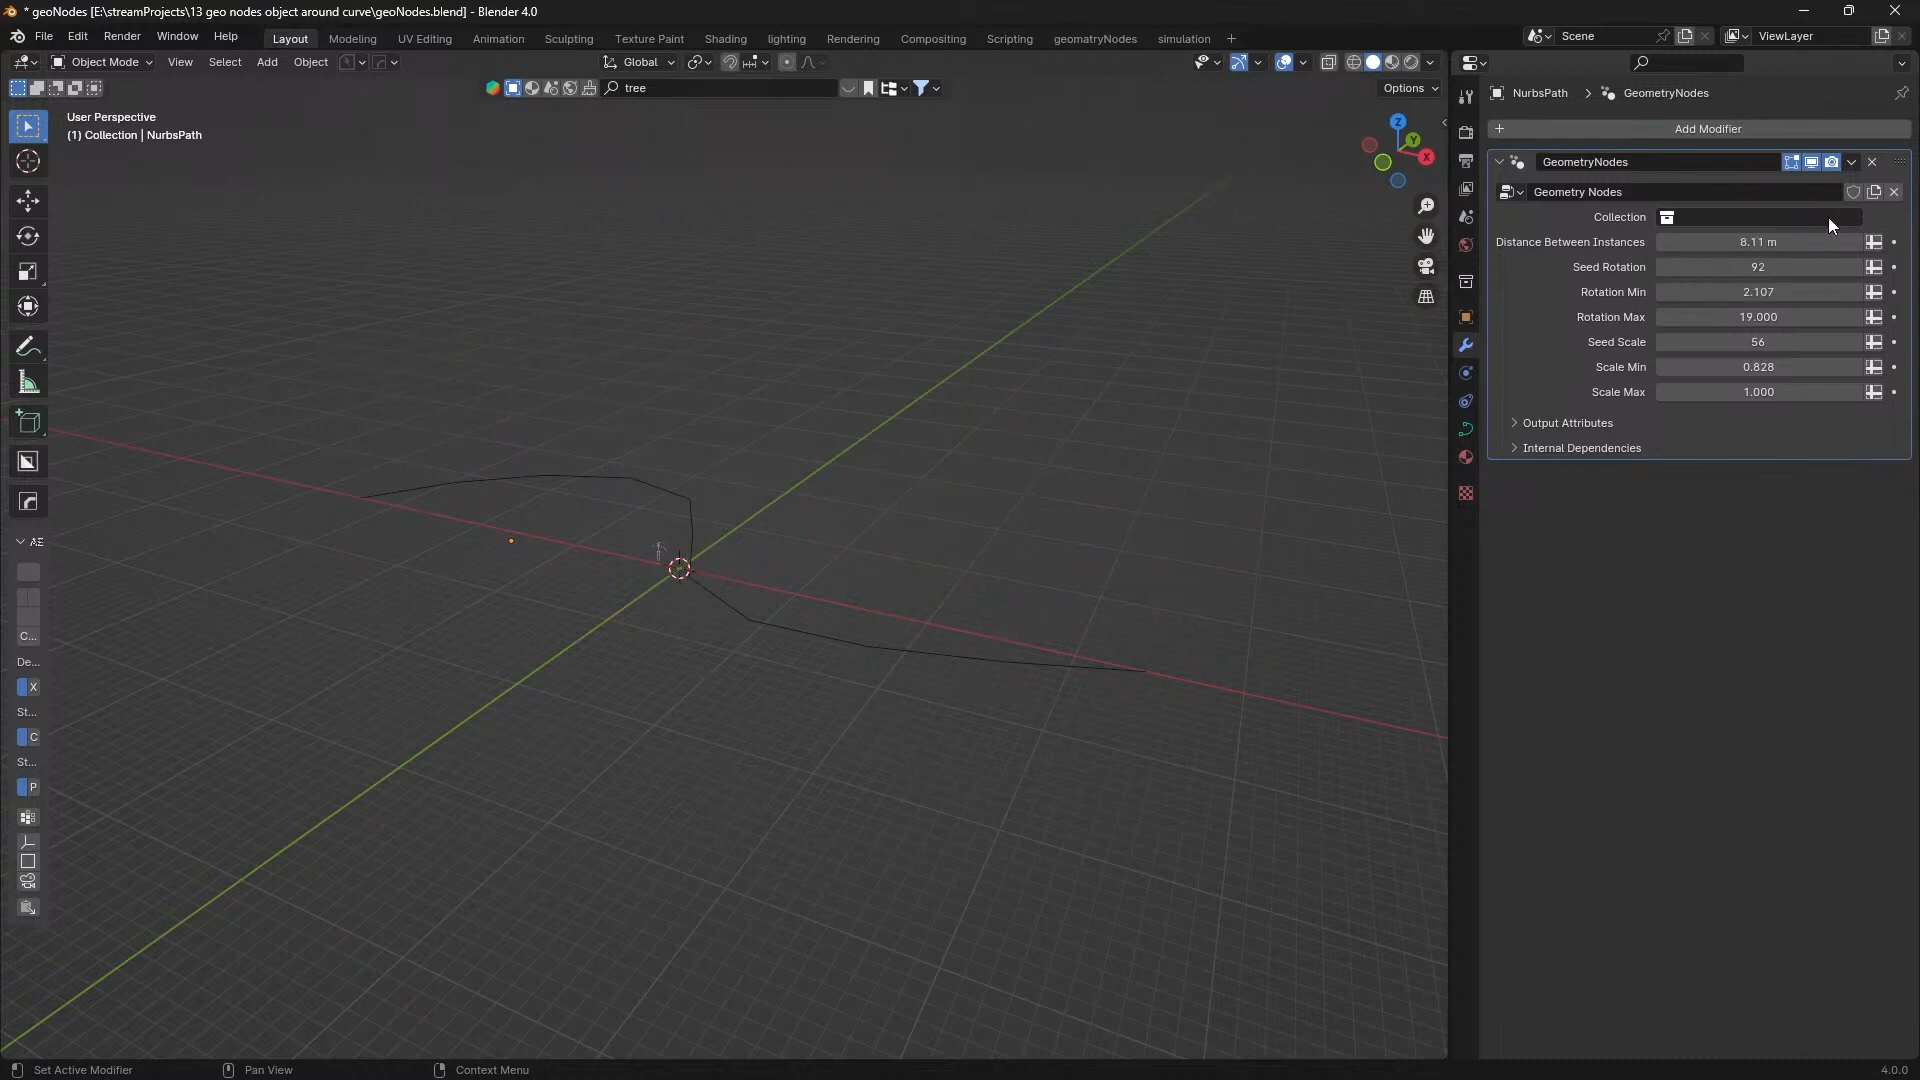 * geoNodes [E:\streamProjects\13 geo nodes object around curve\geoNodes.blend] - Blender 4.0
File Edit Render Window Help Layout Modeling UV Editing Animation Sculpting Texture Paint Shading lighting Rendering Compositing Scripting geomatryNodes simulation + Scene ViewLayer
Object Mode View Select Add Object Global
tree Options
User Perspective
(1) Collection | NurbsPath
Z
Y
X
NurbsPath > GeometryNodes
+ Add Modifier
GeometryNodes
Geometry Nodes
Collection
Distance Between Instances 8.11 m
Seed Rotation 92
Rotation Min 2.107
Rotation Max 19.000
Seed Scale 56
Scale Min 0.828
Scale Max 1.000
Output Attributes
Internal Dependencies
AE
C...
De...
X
St...
C
St...
P
Set Active Modifier Pan View Context Menu 4.0.0